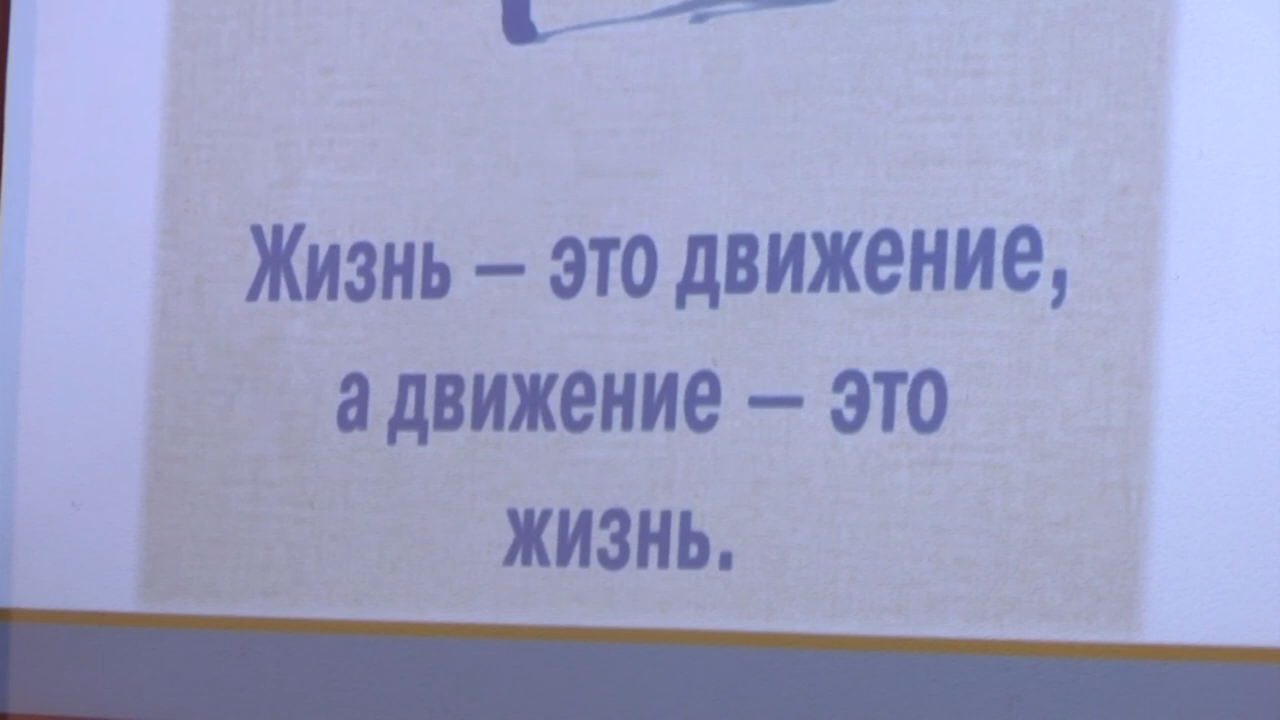 Жизнь – это движение,
а движение – это
жизнь.